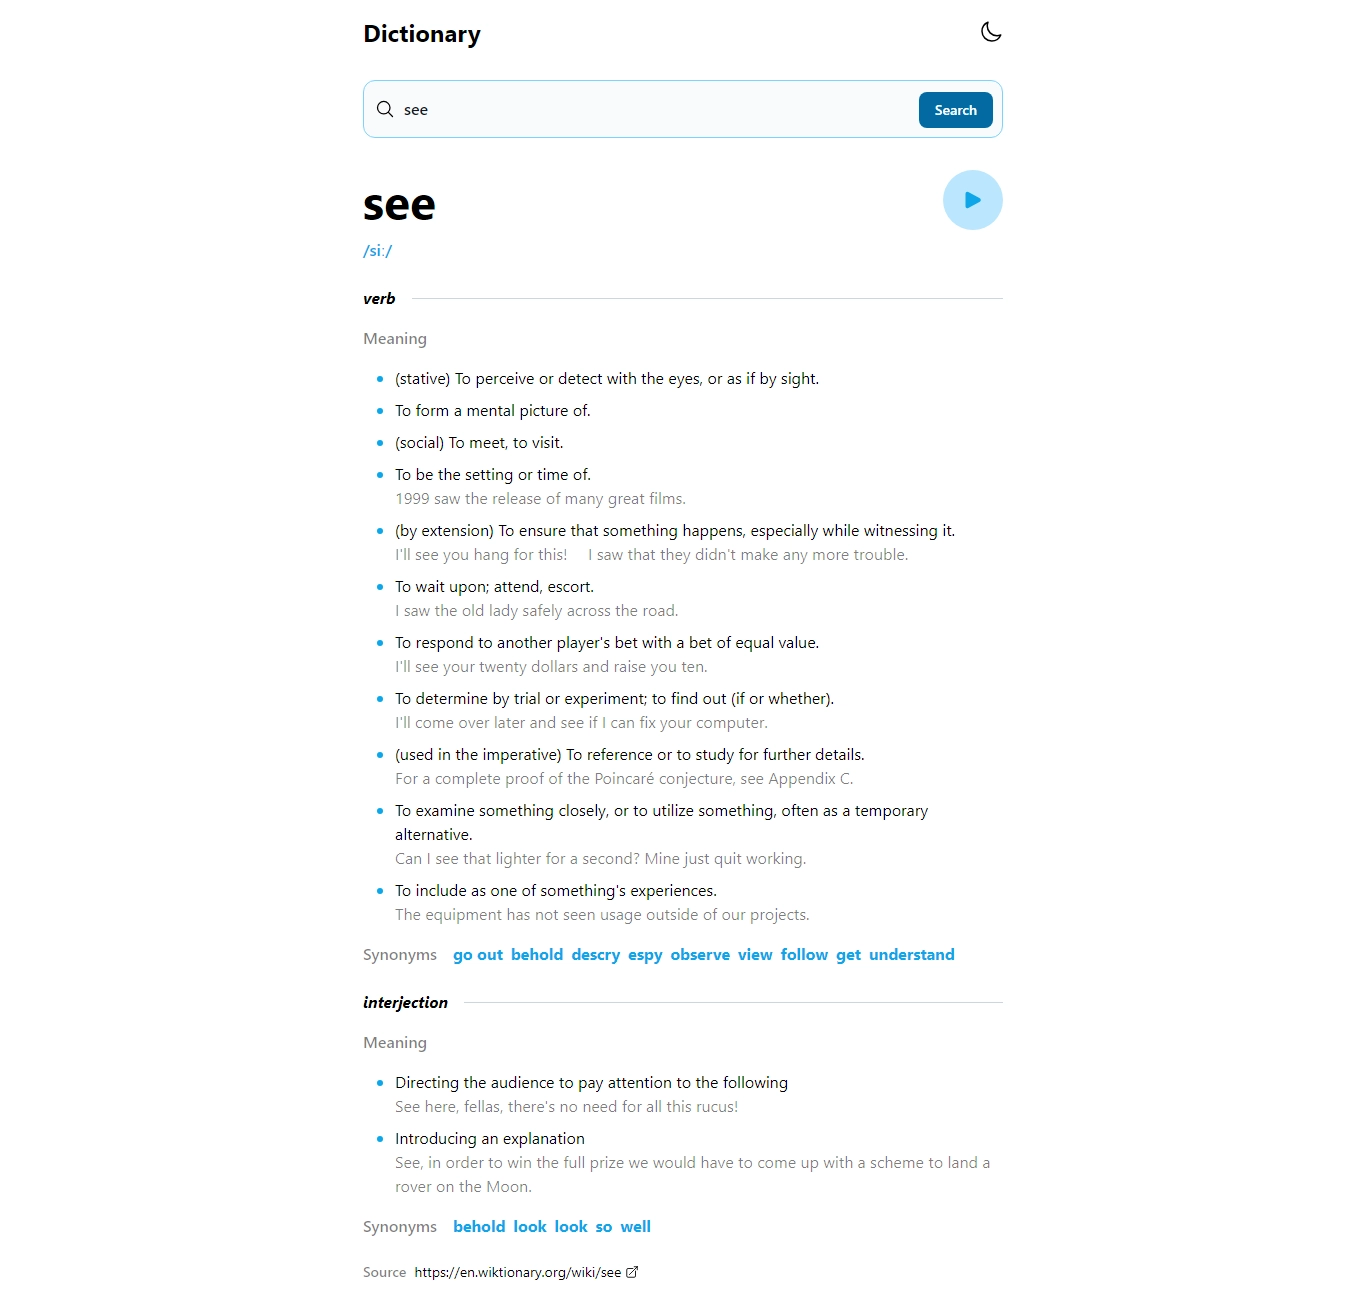 Dictionary
see
Search
see
/siː/
verb
Meaning
(stative) To perceive or detect with the eyes, or as if by sight.
To form a mental picture of.
(social) To meet, to visit.
To be the setting or time of.
1999 saw the release of many great films.
(by extension) To ensure that something happens, especially while witnessing it.
I'll see you hang for this!     I saw that they didn't make any more trouble.
To wait upon; attend, escort.
I saw the old lady safely across the road.
To respond to another player's bet with a bet of equal value.
I'll see your twenty dollars and raise you ten.
To determine by trial or experiment; to find out (if or whether).
I'll come over later and see if I can fix your computer.
(used in the imperative) To reference or to study for further details.
For a complete proof of the Poincaré conjecture, see Appendix C.
To examine something closely, or to utilize something, often as a temporary
alternative.
Can I see that lighter for a second? Mine just quit working.
To include as one of something's experiences.
The equipment has not seen usage outside of our projects.
Synonyms go out behold descry espy observe view follow get understand
interjection
Meaning
Directing the audience to pay attention to the following
See here, fellas, there's no need for all this rucus!
Introducing an explanation
See, in order to win the full prize we would have to come up with a scheme to land a
rover on the Moon.
Synonyms behold look look so well
Source https://en.wiktionary.org/wiki/see